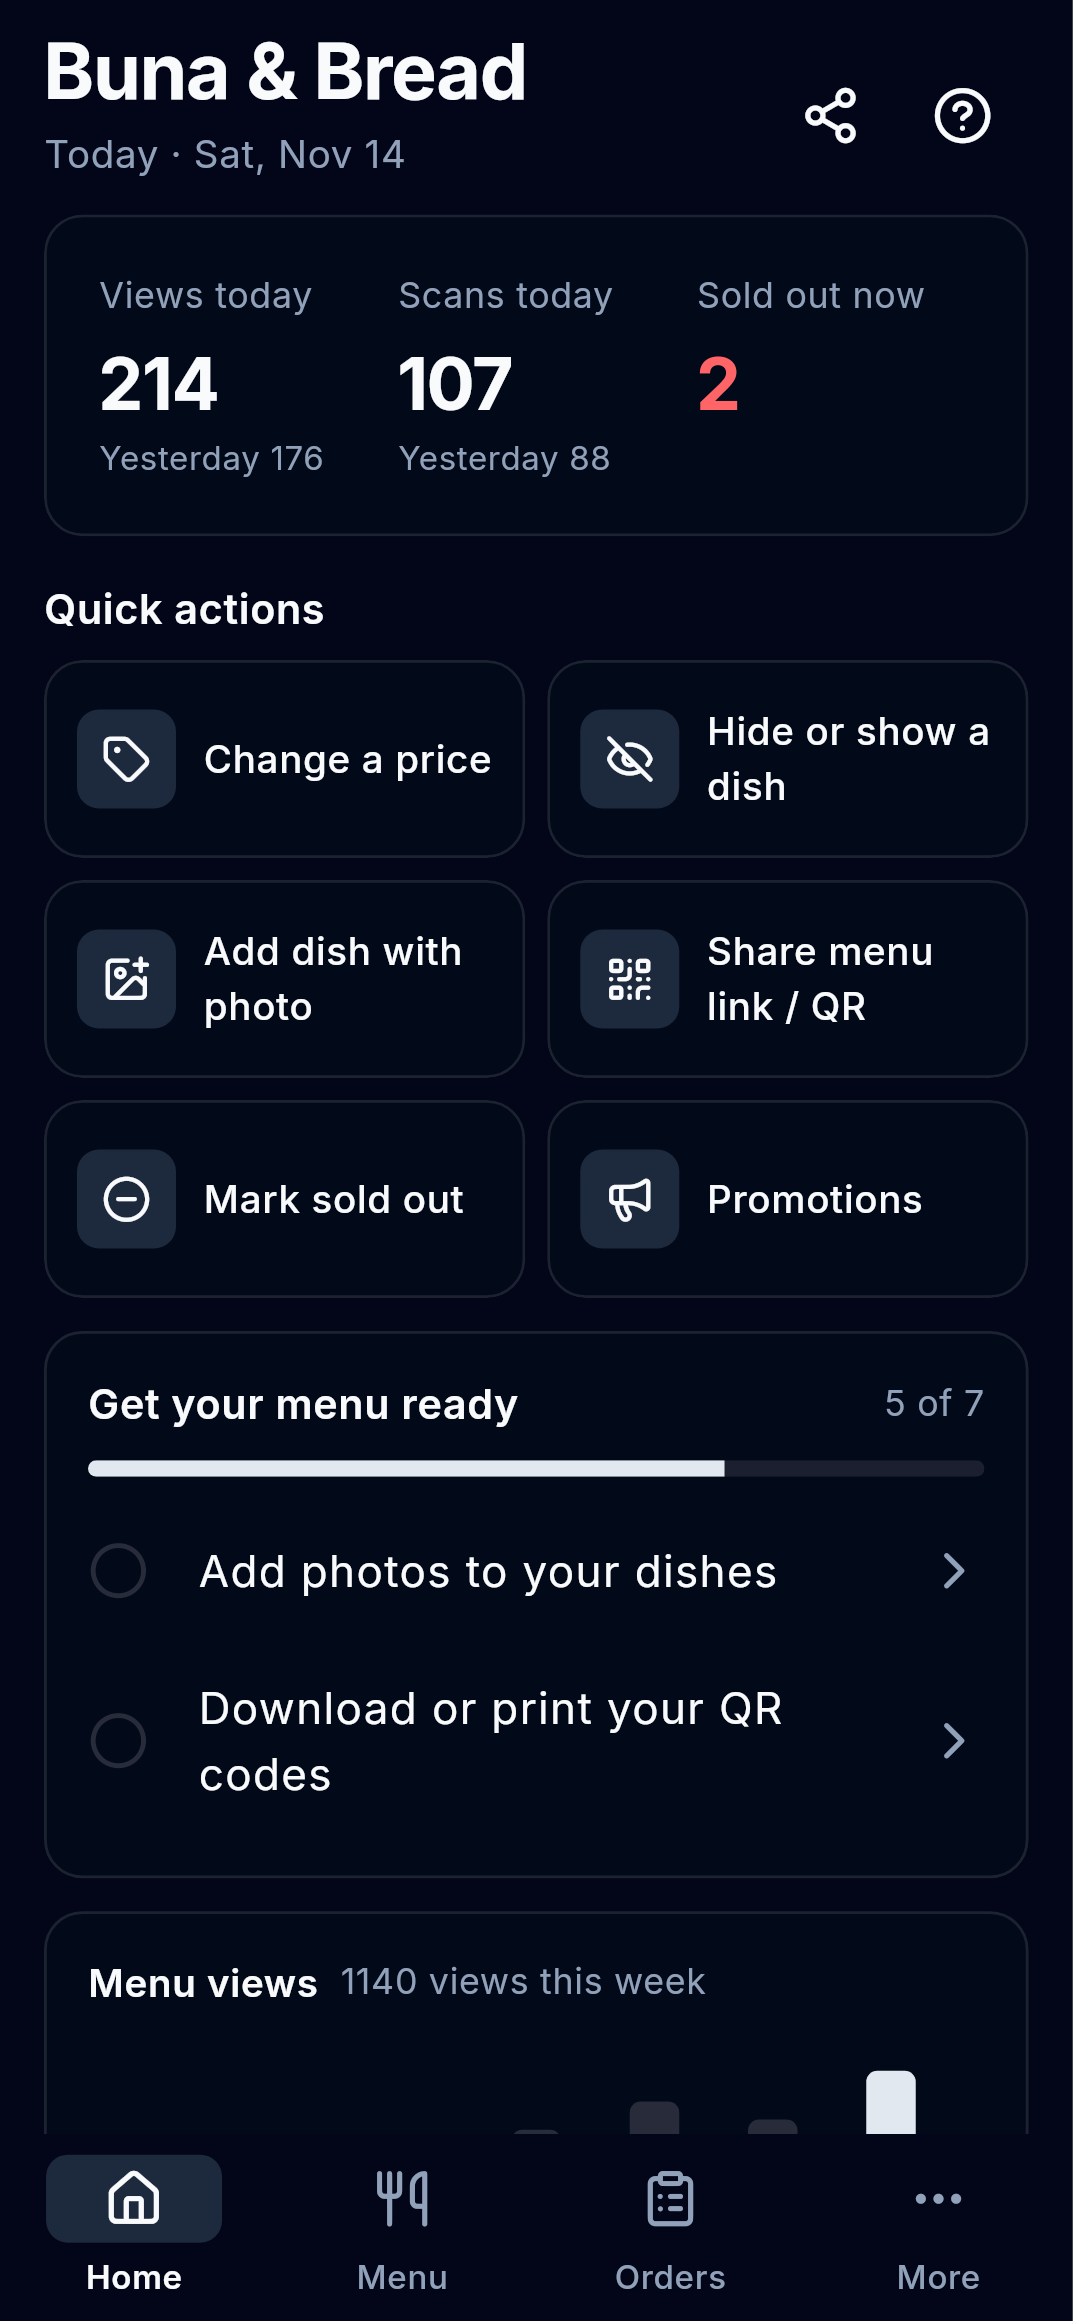 Buna & Bread
Today · Sat, Nov 14
Views today
Scans today
Sold out now
214
107
2
Yesterday 176
Yesterday 88
Quick actions
Change a price
Hide or show a
dish
Add dish with
photo
Share menu
link / QR
Mark sold out
Promotions
Get your menu ready
5 of 7
Add photos to your dishes
Download or print your QR
codes
Menu views
1140 views this week
Home
Menu
Orders
More